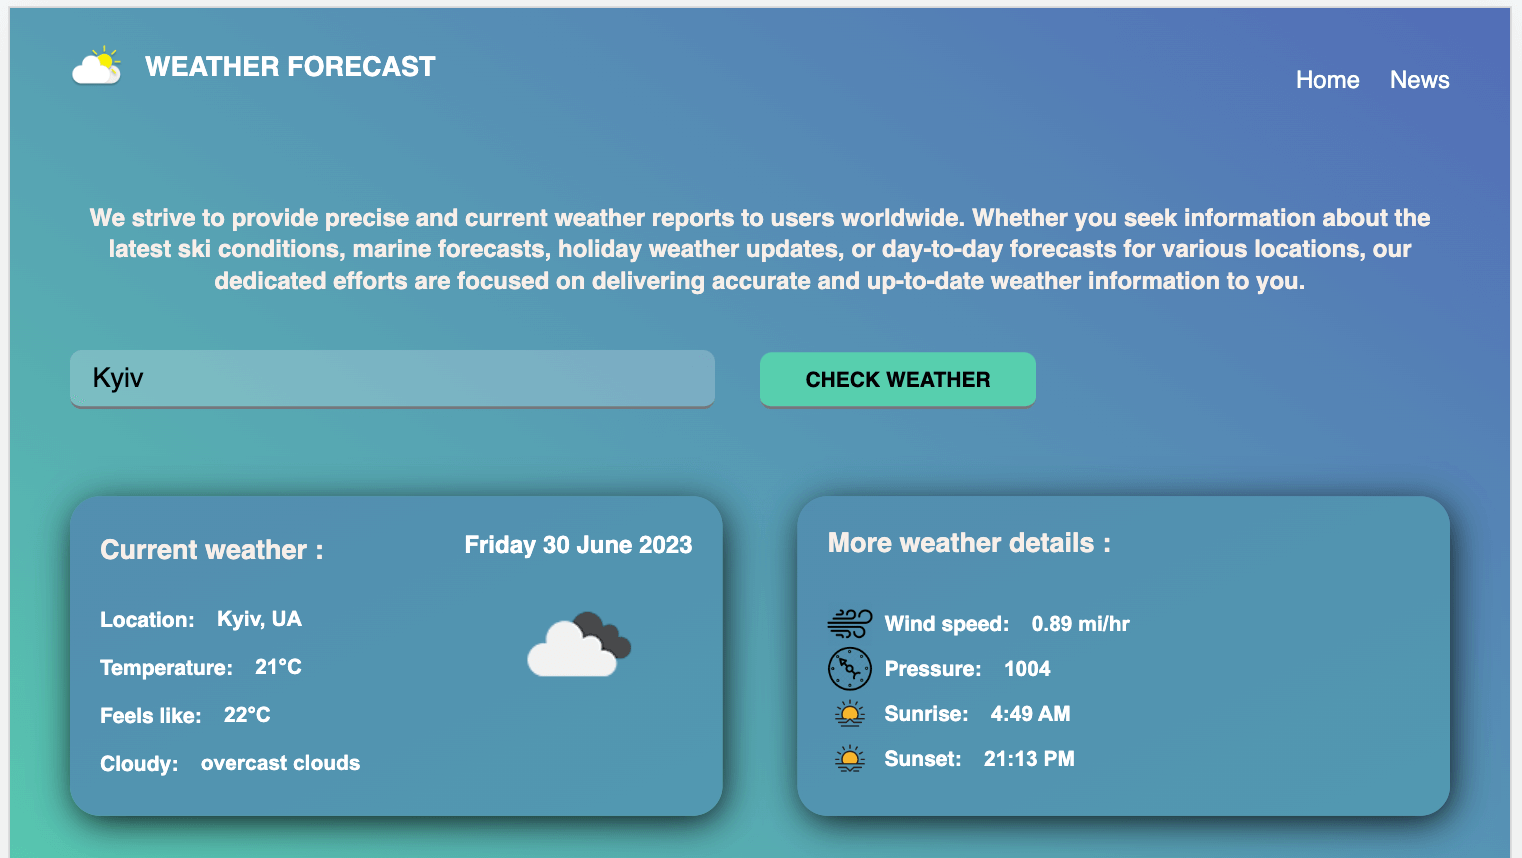 WEATHER FORECAST
Home News
We strive to provide precise and current weather reports to users worldwide. Whether you seek information about the
latest ski conditions, marine forecasts, holiday weather updates, or day-to-day forecasts for various locations, our
dedicated efforts are focused on delivering accurate and up-to-date weather information to you.
Kyiv
CHECK WEATHER
Current weather :
Friday 30 June 2023
Location: Kyiv, UA
Temperature: 21°C
Feels like: 22°C
Cloudy: overcast clouds
More weather details :
Wind speed: 0.89 mi/hr
Pressure: 1004
Sunrise: 4:49 AM
Sunset: 21:13 PM